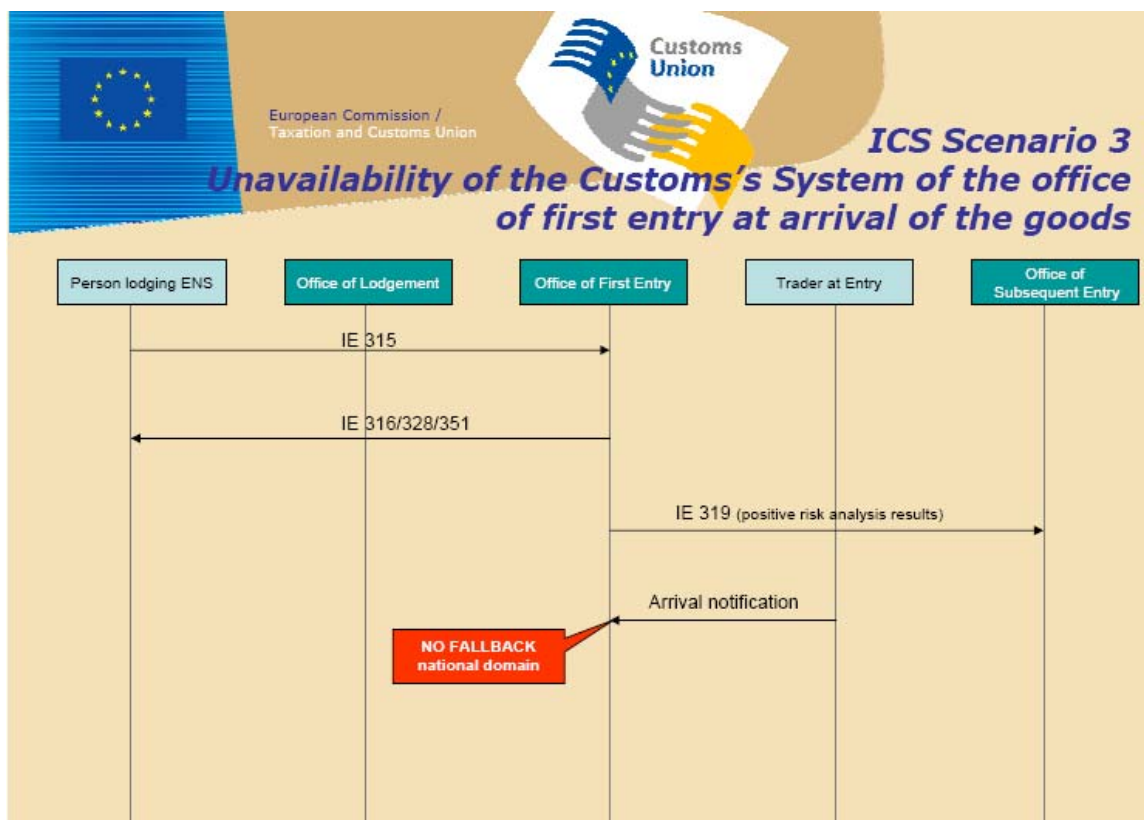 Customs
Union
European Commission /
Taxation and Customs Union
ICS Scenario 3
Unavailability of the Customs's System of the office
of first entry at arrival of the goods
Person lodging ENS
Office of Lodgement
Office of First Entry
Trader at Entry
Office of
Subsequent Entry
IE 315
IE 316/328/351
IE 319 (positive risk analysis results)
Arrival notification
NO FALLBACK
national domain